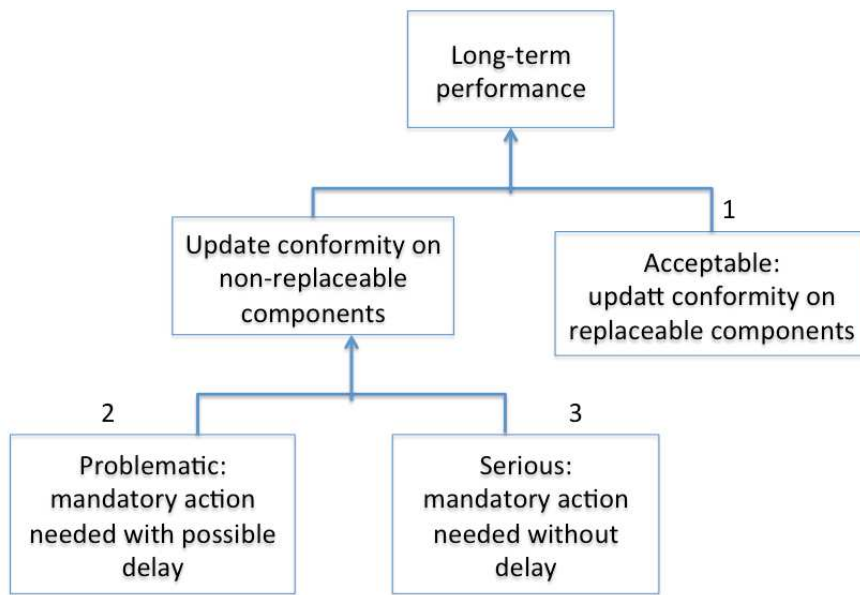 Long-term
performance
1
Update conformity on
non-replaceable
components
Acceptable:
updatt conformity on
replaceable components
2
3
Problematic:
mandatory action
needed with possible
delay
Serious:
mandatory action
needed without
delay